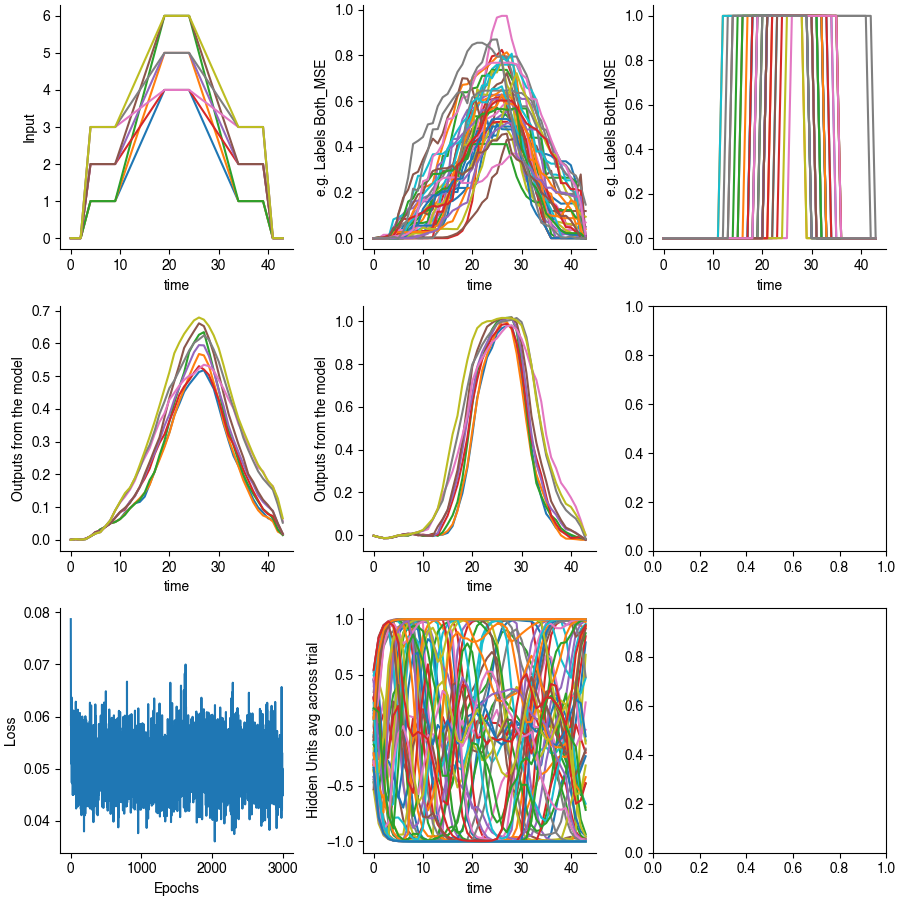 6
5
4
3
2
1
0
Input
0 10 20 30 40
time
1.0
0.8
0.6
0.4
0.2
0.0
e.g. Labels Both_MSE
0 10 20 30 40
time
1.0
0.8
0.6
0.4
0.2
0.0
e.g. Labels Both_MSE
0 20 40
time
0.7
0.6
0.5
0.4
0.3
0.2
0.1
0.0
Outputs from the model
0 10 20 30 40
time
1.0
0.8
0.6
0.4
0.2
0.0
Outputs from the model
0 10 20 30 40
time
1.0
0.8
0.6
0.4
0.2
0.0
0.0 0.2 0.4 0.6 0.8 1.0
0.08
0.07
0.06
0.05
0.04
Loss
0 1000 2000 3000
Epochs
1.0
0.5
0.0
−0.5
−1.0
Hidden Units avg across trial
0 10 20 30 40
time
1.0
0.8
0.6
0.4
0.2
0.0
0.0 0.2 0.4 0.6 0.8 1.0